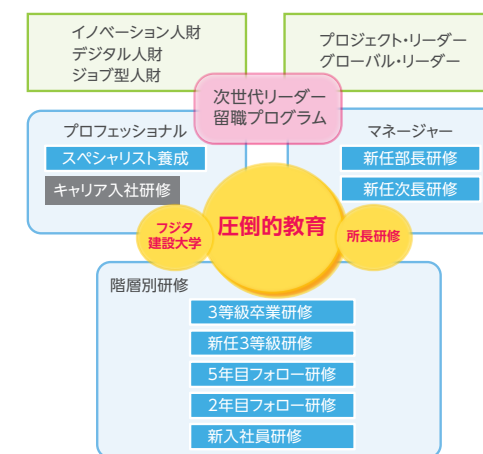 イノベーション人財
デジタル人財
ジョブ型人財
プロジェクト・リーダー
グローバル・リーダー
次世代リーダー
留職プログラム
プロフェッショナル
スペシャリスト養成
キャリア入社研修
マネージャー
新任部長研修
新任次長研修
フジタ
建設大学
圧倒的教育
所長研修
階層別研修
3等級卒業研修
新任3等級研修
5年目フォロー研修
2年目フォロー研修
新入社員研修